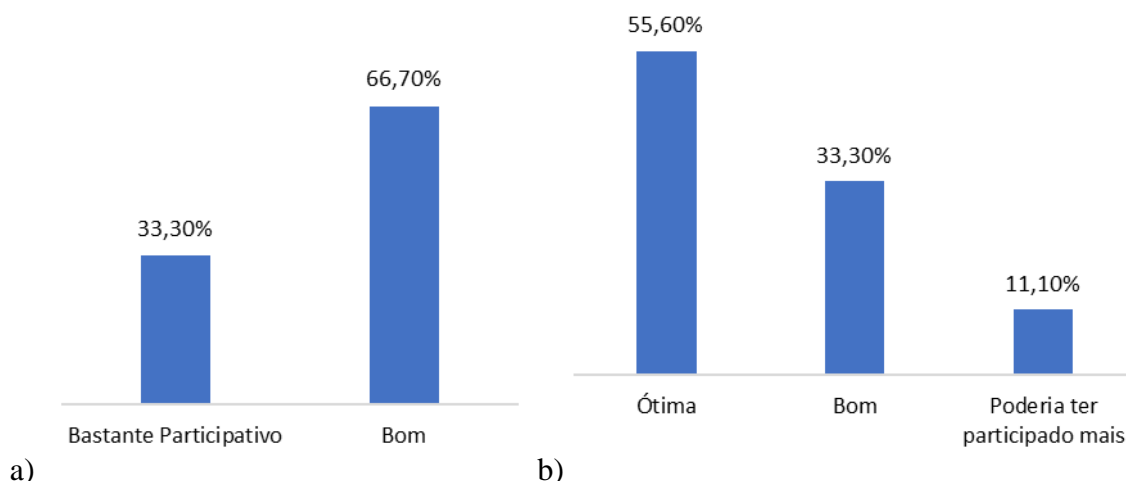 66,70%
33,30%
Bastante Participativo
Bom
a)
55,60%
33,30%
11,10%
Ótima
Bom
Poderia ter
participado mais
b)